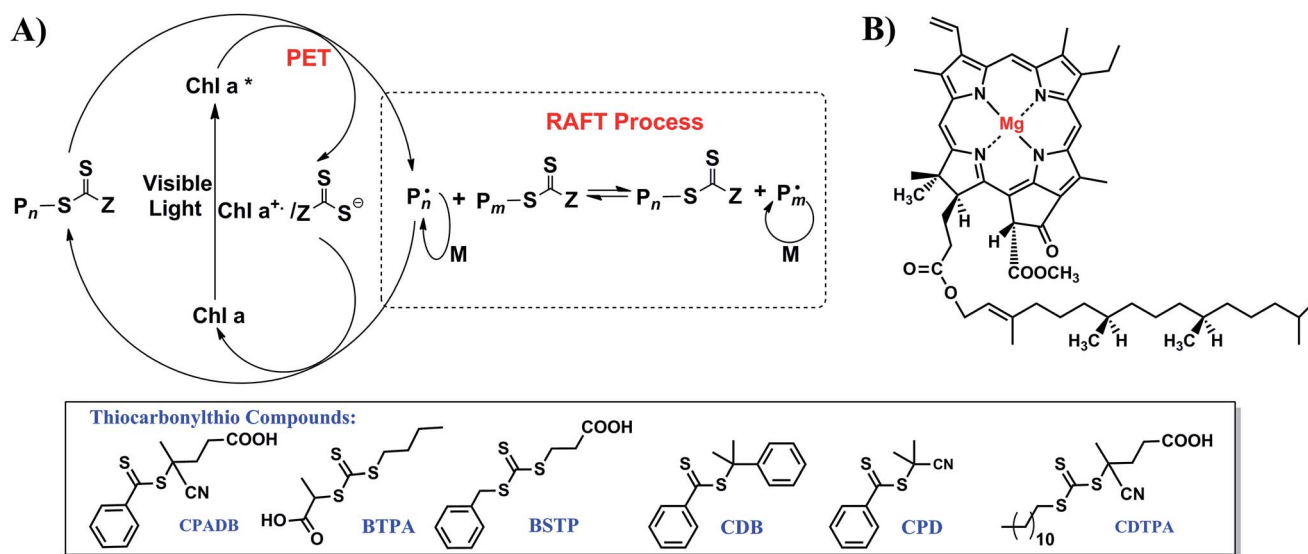 A)
PET
Chl a *
RAFT Process
Visible
Light
Chl a+· /Z
S
S⊖
Pn–S
S
Z
Pn· + Pm–S
S
Z
⇌
Pn–S
S
Z
+ Pm·
M
M
Chl a
B)
N
N
Mg
N
N
H3C
H
H
O
O
COOCH3
O
H3C
H
H3C
H
Thiocarbonylthio Compounds:
S
S
CN
COOH
CPADB
S
S
S
HO
O
BTPA
S
S
S
COOH
BSTP
S
S
CDB
S
S
CN
CPD
S
S
S
CN
COOH
10
CDTPA